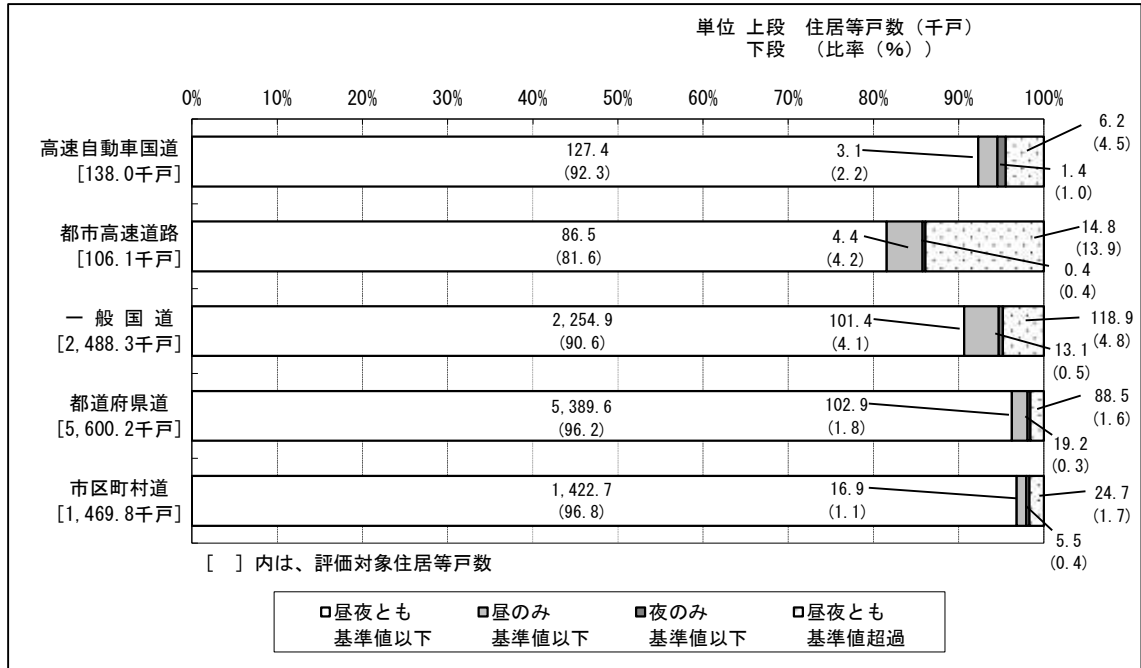 単位 上段 住居等戸数（千戸）
下段 （比率（％））
0% 10% 20% 30% 40% 50% 60% 70% 80% 90% 100%
高速自動車国道
[138.0千戸]
127.4
(92.3)
3.1
(2.2)
1.4
(1.0)
6.2
(4.5)
都市高速道路
[106.1千戸]
86.5
(81.6)
4.4
(4.2)
0.4
(0.4)
14.8
(13.9)
一 般 国 道
[2,488.3千戸]
2,254.9
(90.6)
101.4
(4.1)
13.1
(0.5)
118.9
(4.8)
都道府県道
[5,600.2千戸]
5,389.6
(96.2)
102.9
(1.8)
19.2
(0.3)
88.5
(1.6)
市区町村道
[1,469.8千戸]
1,422.7
(96.8)
16.9
(1.1)
5.5
(0.4)
24.7
(1.7)
[ ] 内は、評価対象住居等戸数
昼夜とも
基準値以下
昼のみ
基準値以下
夜のみ
基準値以下
昼夜とも
基準値超過